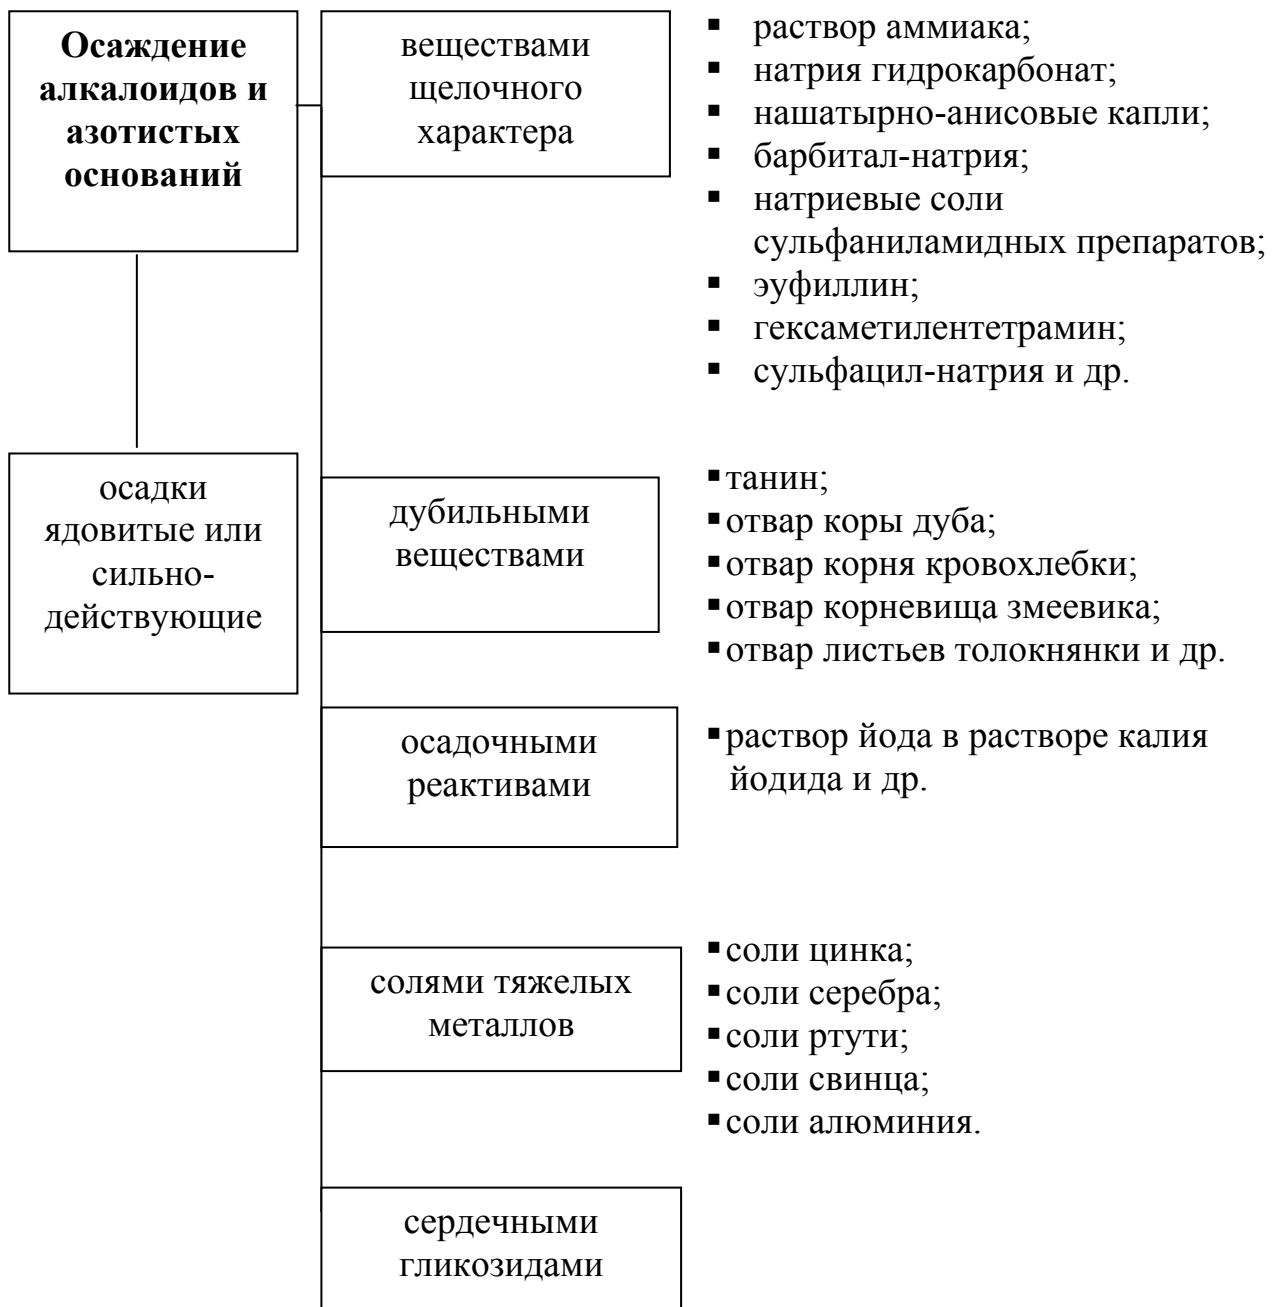 Осаждение
алкалоидов и
азотистых
оснований
веществами
щелочного
характера
▪ раствор аммиака;
▪ натрия гидрокарбонат;
▪ нашатырно-анисовые капли;
▪ барбитал-натрия;
▪ натриевые соли
сульфаниламидных препаратов;
▪ эуфиллин;
▪ гексаметилентетрамин;
▪ сульфацил-натрия и др.
осадки
ядовитые или
сильно-
действующие
дубильными
веществами
▪ танин;
▪ отвар коры дуба;
▪ отвар корня кровохлебки;
▪ отвар корневища змеевика;
▪ отвар листьев толокнянки и др.
осадочными
реактивами
▪ раствор йода в растворе калия
йодида и др.
солями тяжелых
металлов
▪ соли цинка;
▪ соли серебра;
▪ соли ртути;
▪ соли свинца;
▪ соли алюминия.
сердечными
гликозидами